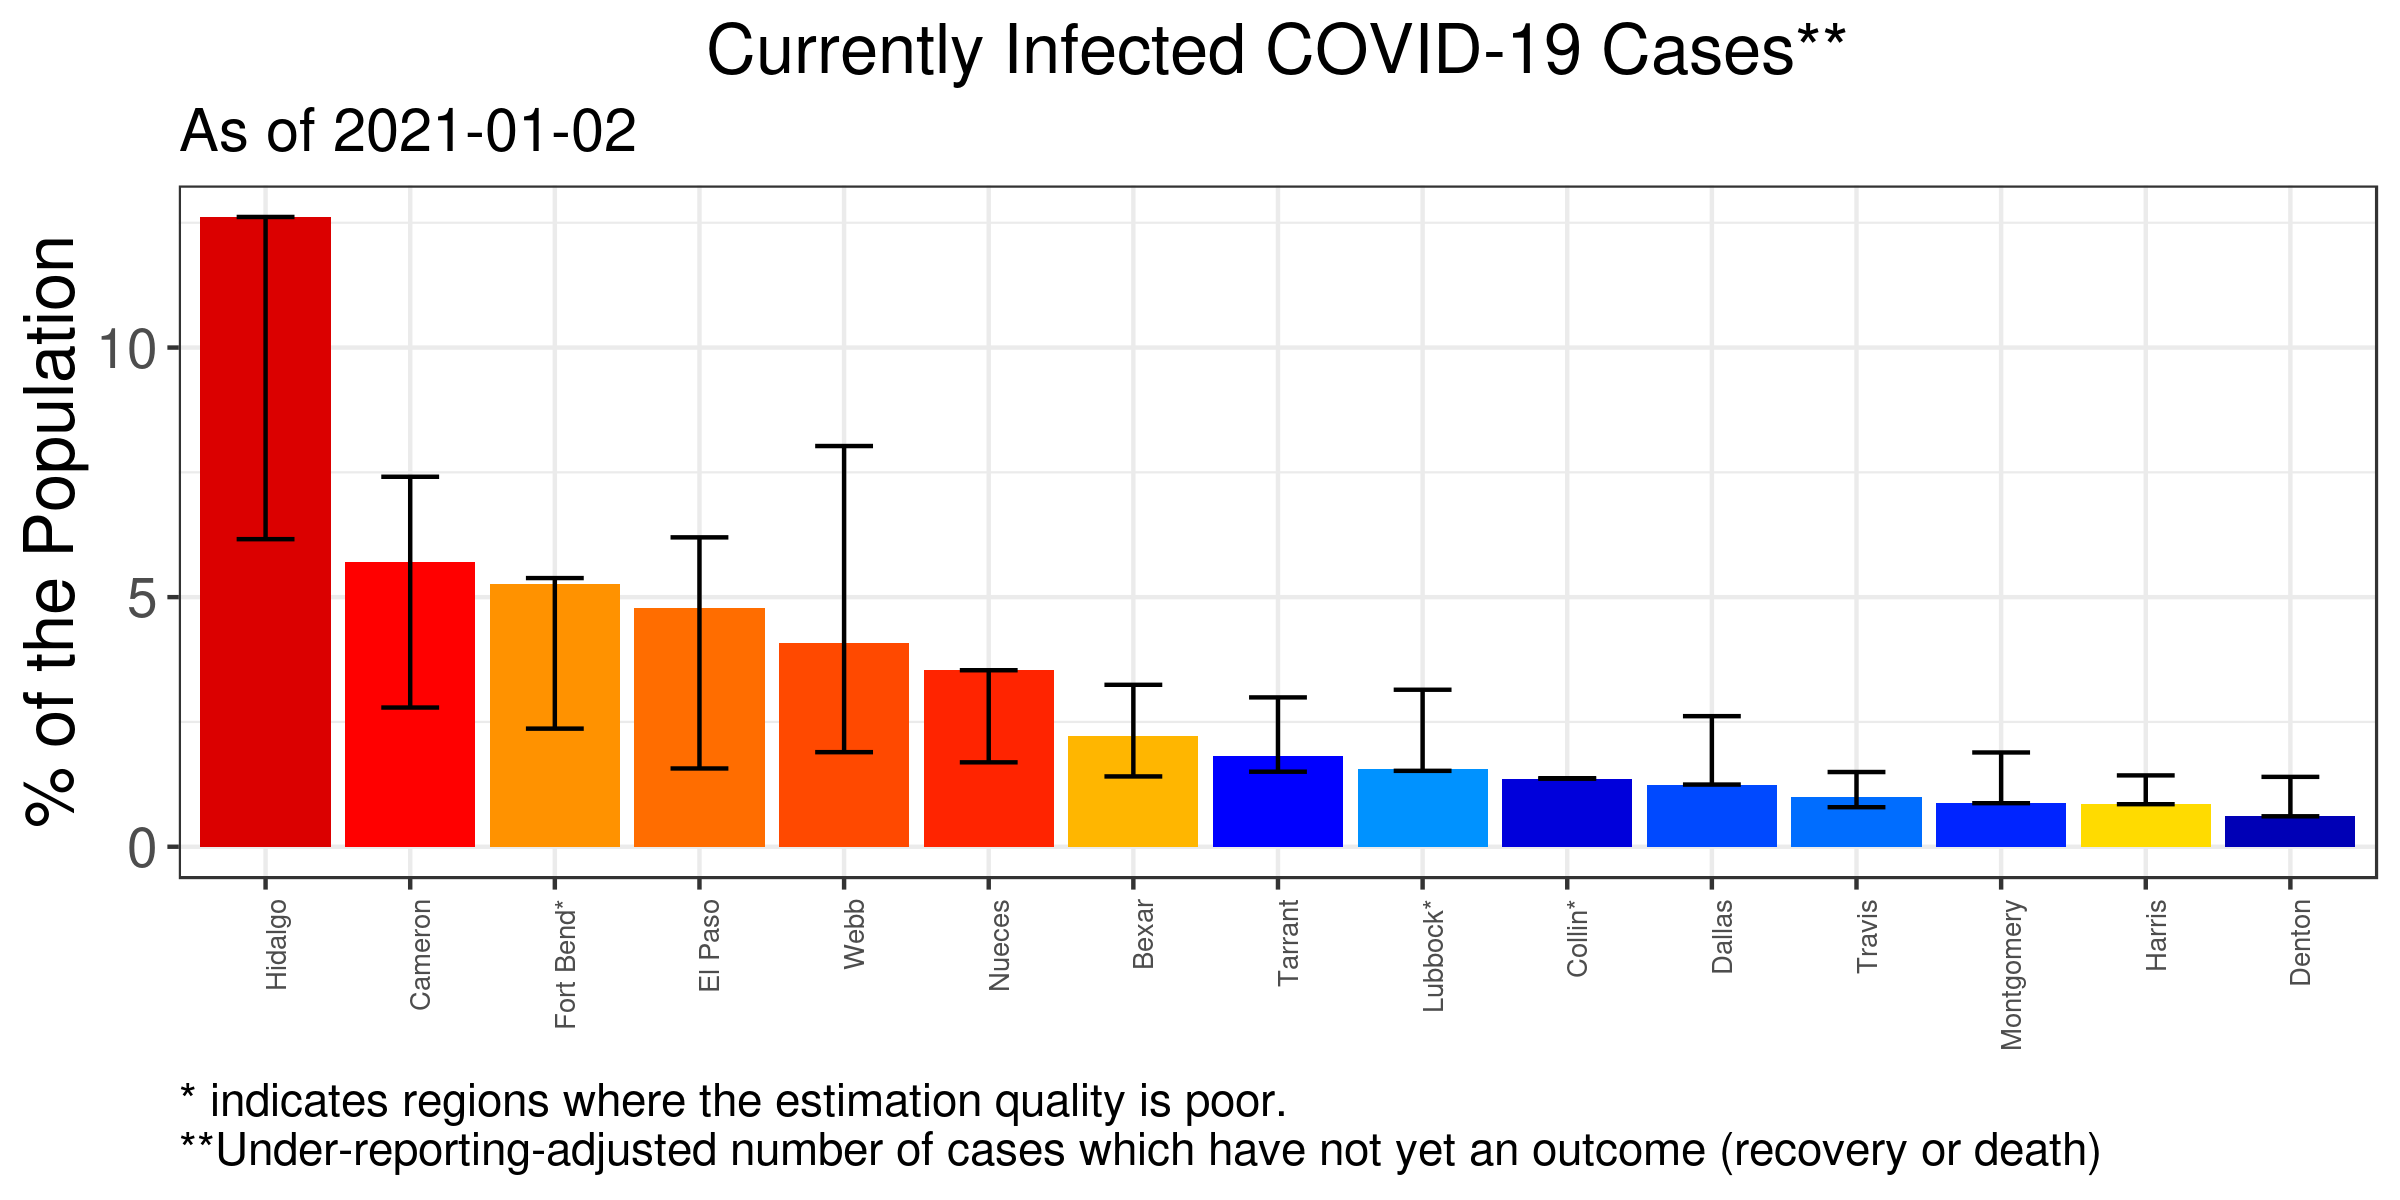 Currently Infected COVID-19 Cases**
As of 2021-01-02
% of the Population
10
5
0
Hidalgo
Cameron
Fort Bend*
El Paso
Webb
Nueces
Bexar
Tarrant
Lubbock*
Collin*
Dallas
Travis
Montgomery
Harris
Denton
* indicates regions where the estimation quality is poor.
**Under-reporting-adjusted number of cases which have not yet an outcome (recovery or death)